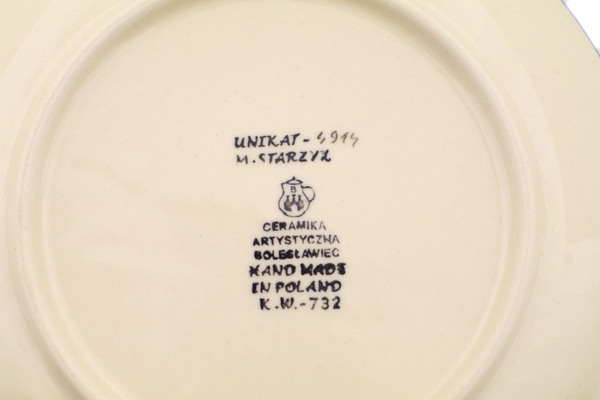 UNIKAT - 4914
M. STARZYK
B
CERAMIKA
ARTYSTYCZNA
BOLESŁAWIEC
HAND MADE
IN POLAND
K.W.-732